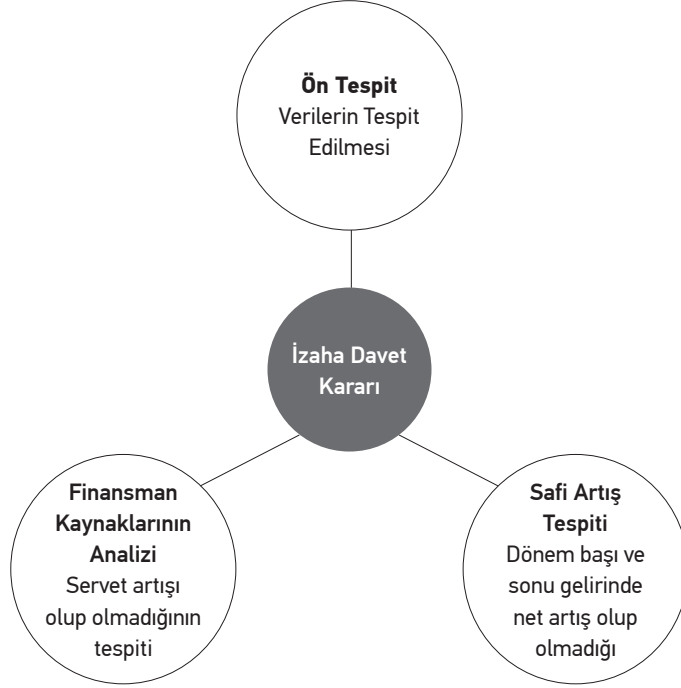 Ön Tespit
Verilerin Tespit
Edilmesi
İzaha Davet
Kararı
Finansman
Kaynaklarının
Analizi
Servet artışı
olup olmadığının
tespiti
Safi Artış
Tespiti
Dönem başı ve
sonu gelirinde
net artış olup
olmadığı